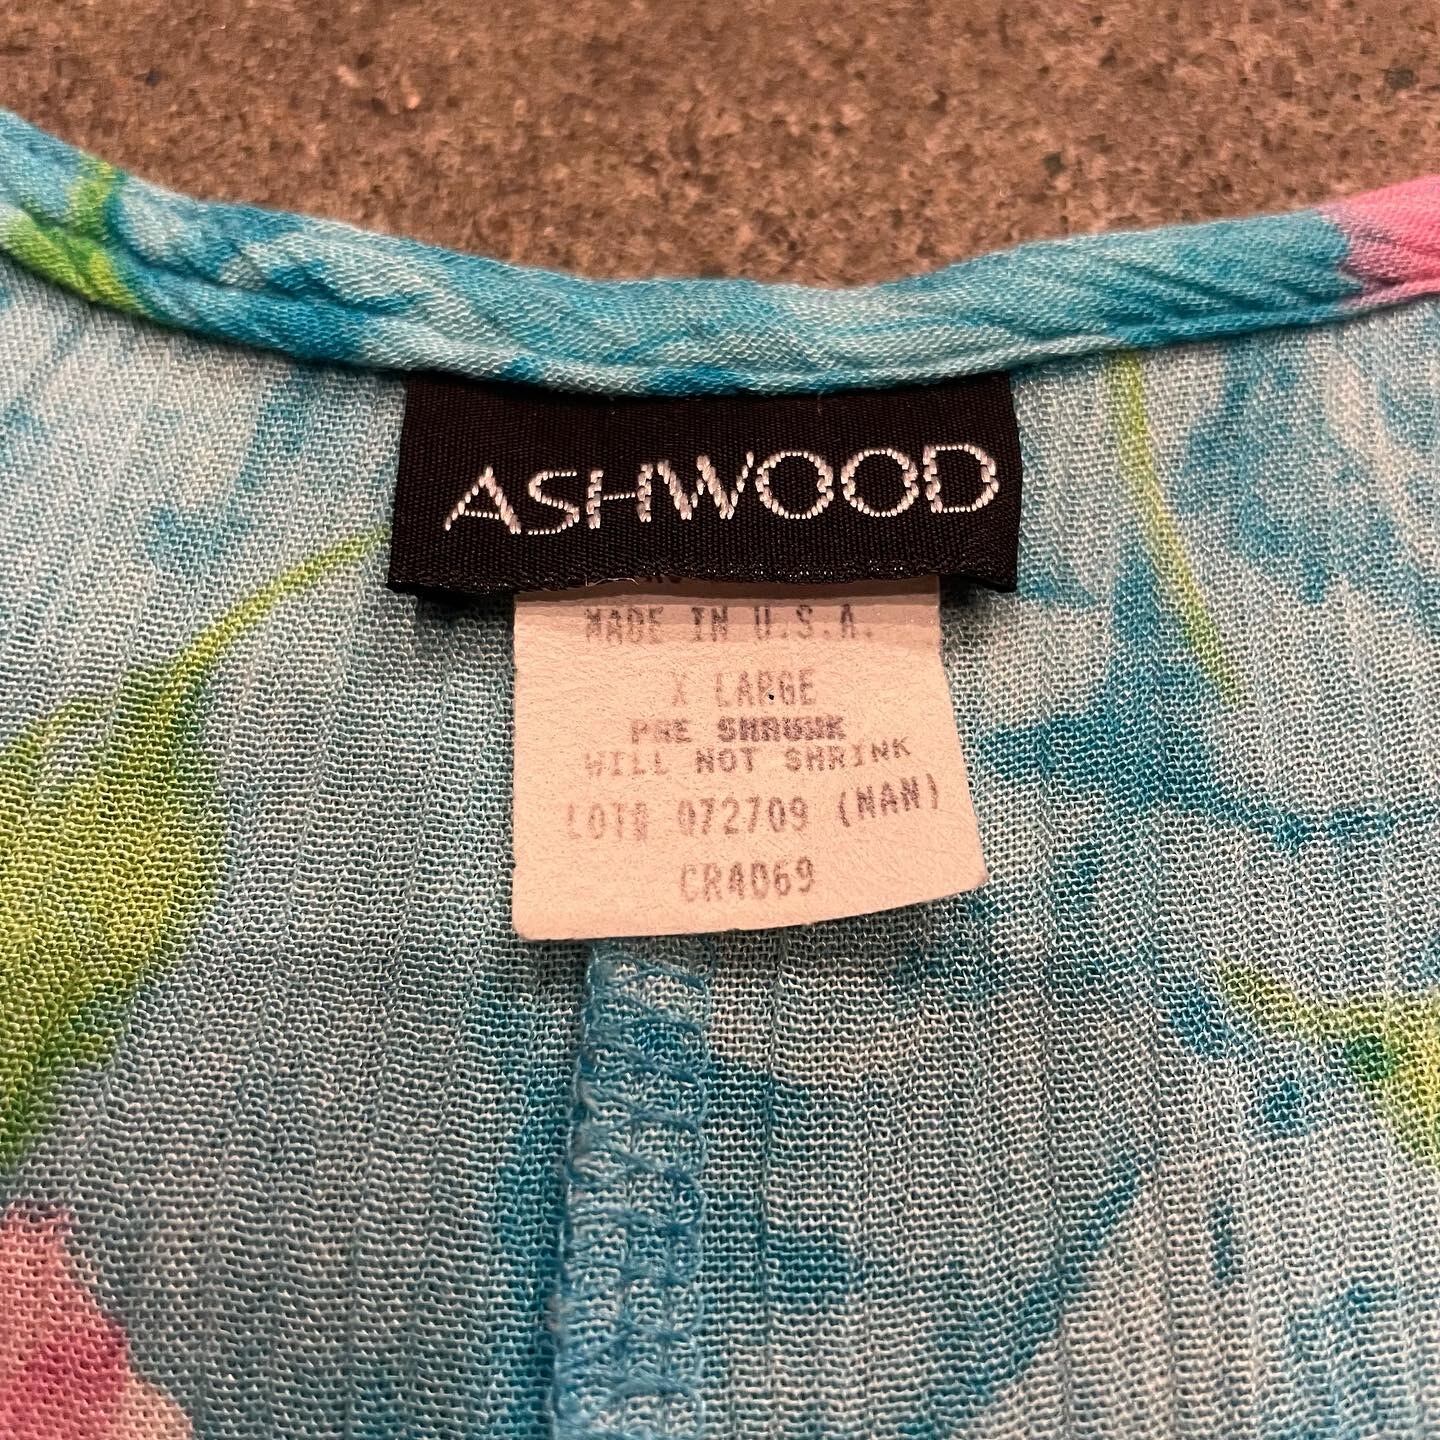 ASHWOOD
MADE IN U.S.A.
X LARGE
PRE SHRUNK
WILL NOT SHRINK
LOT# 072709 (NAN)
CR4069